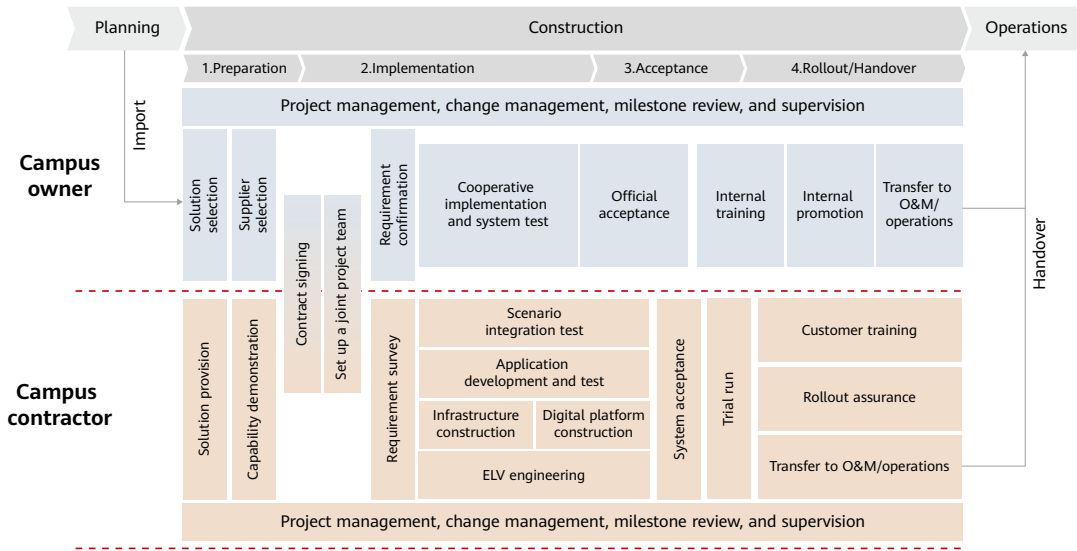 Planning
Construction
Operations
1.Preparation
2.Implementation
3.Acceptance
4.Rollout/Handover
Import
Project management, change management, milestone review, and supervision
Campus
owner
Solution
selection
Supplier
selection
Contract signing
Set up a joint project team
Requirement
confirmation
Cooperative
implementation
and system test
Official
acceptance
Internal
training
Internal
promotion
Transfer to
O&M/
operations
Handover
Campus
contractor
Solution provision
Capability demonstration
Requirement survey
Scenario
integration test
Application
development and test
Infrastructure
construction
Digital platform
construction
ELV engineering
System acceptance
Trial run
Customer training
Rollout assurance
Transfer to O&M/operations
Project management, change management, milestone review, and supervision